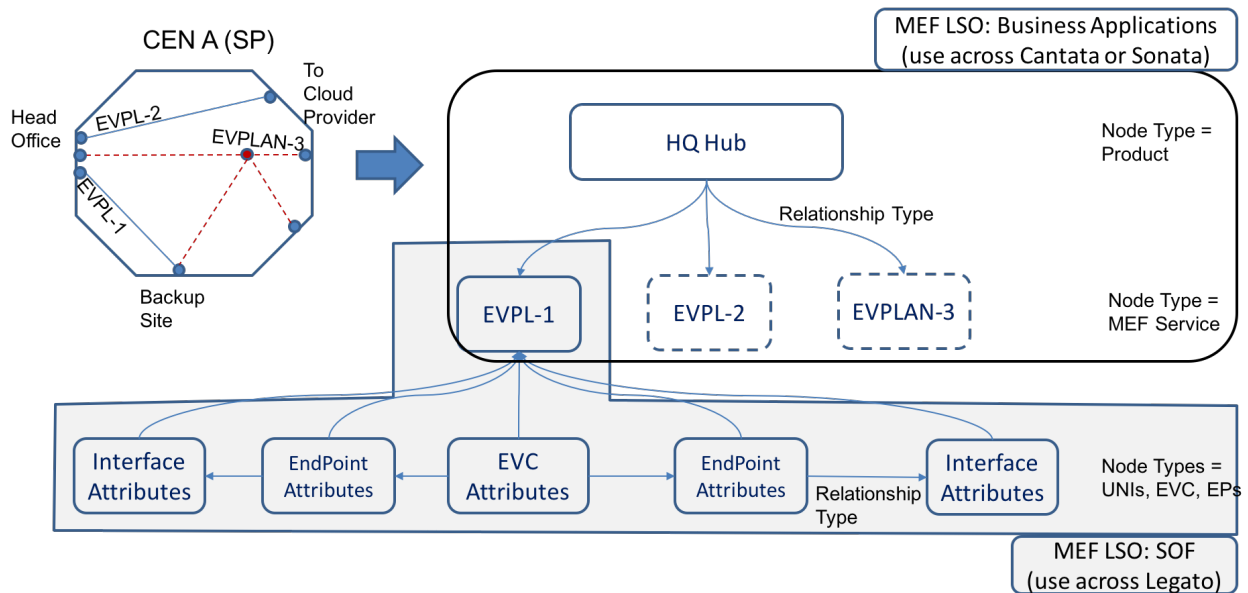 MEF LSO: Business Applications
(use across Cantata or Sonata)
CEN A (SP)
To
Cloud
Provider
Head
Office
EVPL-2
EVPLAN-3
EVPL-1
Backup
Site
HQ Hub
Node Type =
Product
Relationship Type
EVPL-1
EVPL-2
EVPLAN-3
Node Type =
MEF Service
Interface
Attributes
EndPoint
Attributes
EVC
Attributes
EndPoint
Attributes
Relationship
Type
Interface
Attributes
Node Types =
UNIs, EVC, EPs
MEF LSO: SOF
(use across Legato)